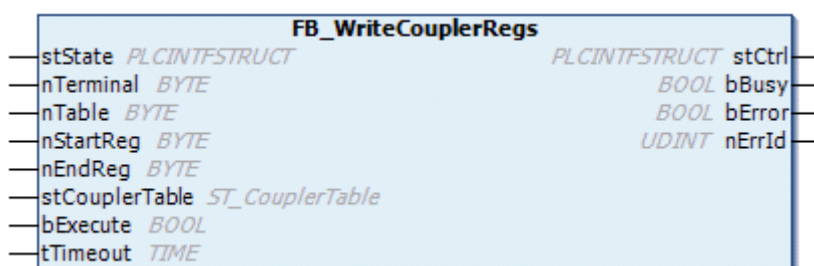 FB_WriteCouplerRegs
stState PLCINTFSTRUCT PLCINTFSTRUCT stCtrl
nTerminal BYTE BOOL bBusy
nTable BYTE BOOL bError
nStartReg BYTE UDINT nErrId
nEndReg BYTE
stCouplerTable ST_CouplerTable
bExecute BOOL
tTimeout TIME